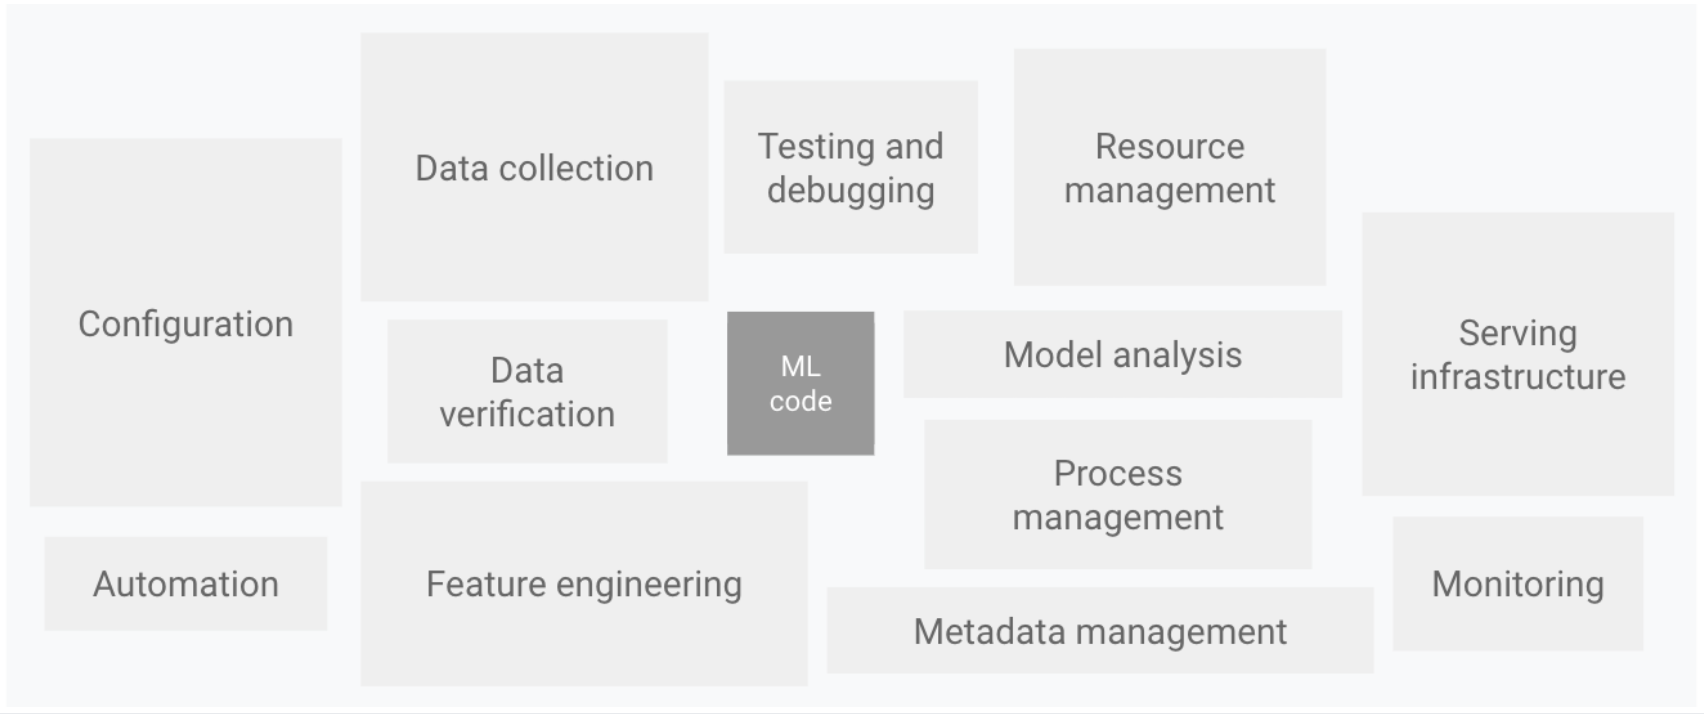 Configuration
Automation
Data collection
Data
verification
Feature engineering
Testing and
debugging
ML
code
Resource
management
Model analysis
Process
management
Metadata management
Serving
infrastructure
Monitoring